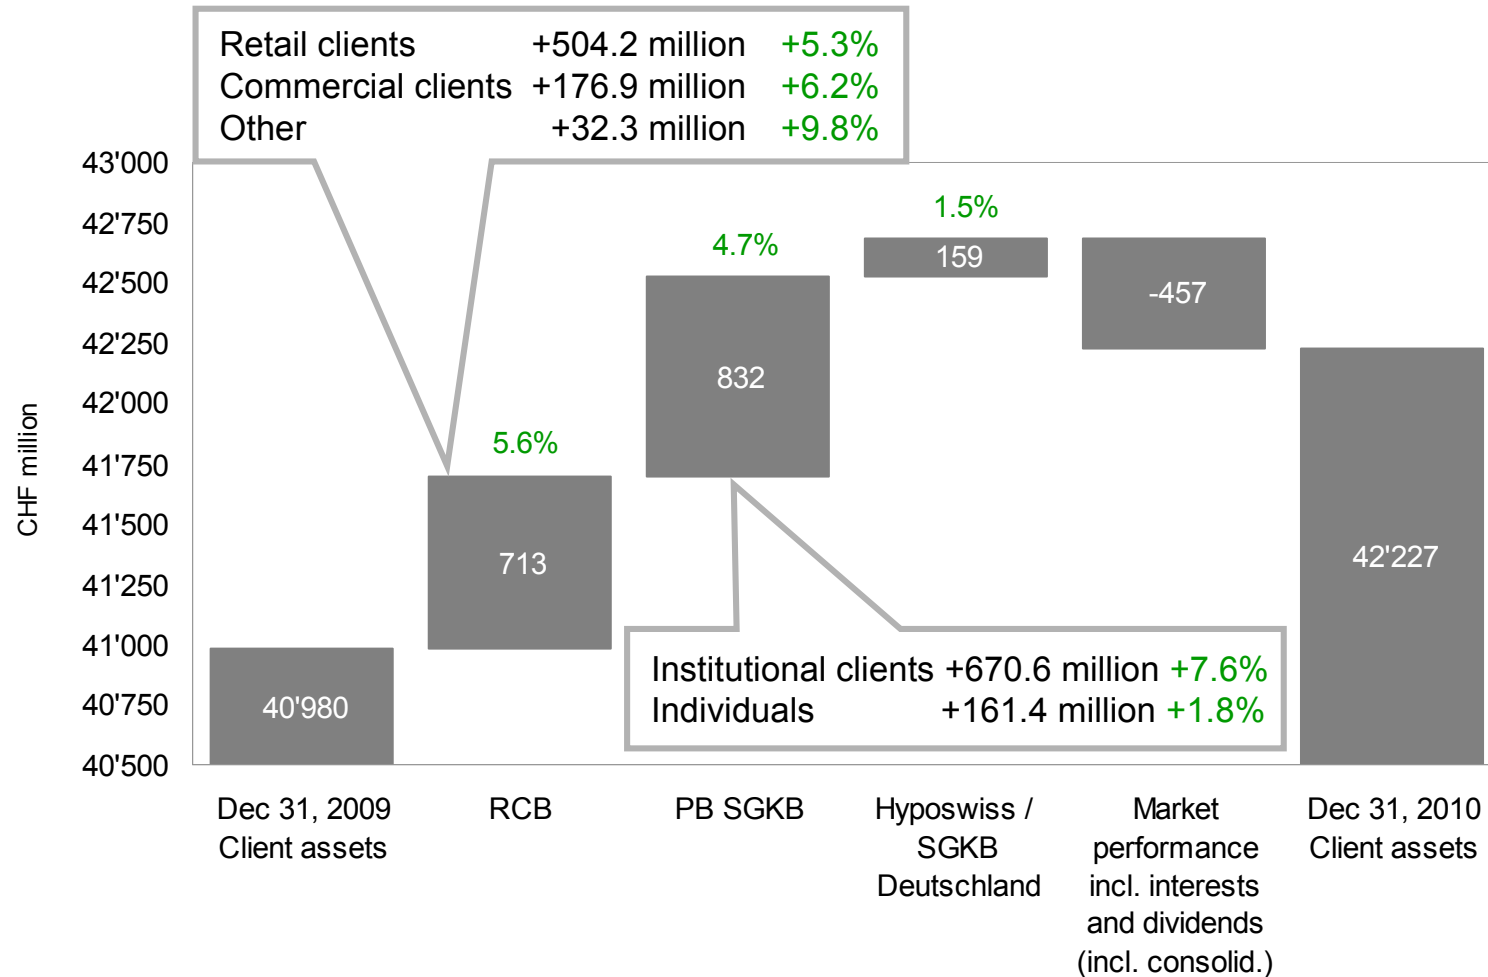 Retail clients +504.2 million +5.3%
Commercial clients +176.9 million +6.2%
Other +32.3 million +9.8%
43'000
42'750
42'500
42'250
42'000
41'750
41'500
41'250
41'000
40'750
40'500
CHF million
40'980
5.6%
713
4.7%
832
1.5%
159
-457
42'227
Institutional clients +670.6 million +7.6%
Individuals +161.4 million +1.8%
Dec 31, 2009
Client assets
RCB
PB SGKB
Hyposwiss /
SGKB
Deutschland
Market
performance
incl. interests
and dividends
(incl. consolid.)
Dec 31, 2010
Client assets